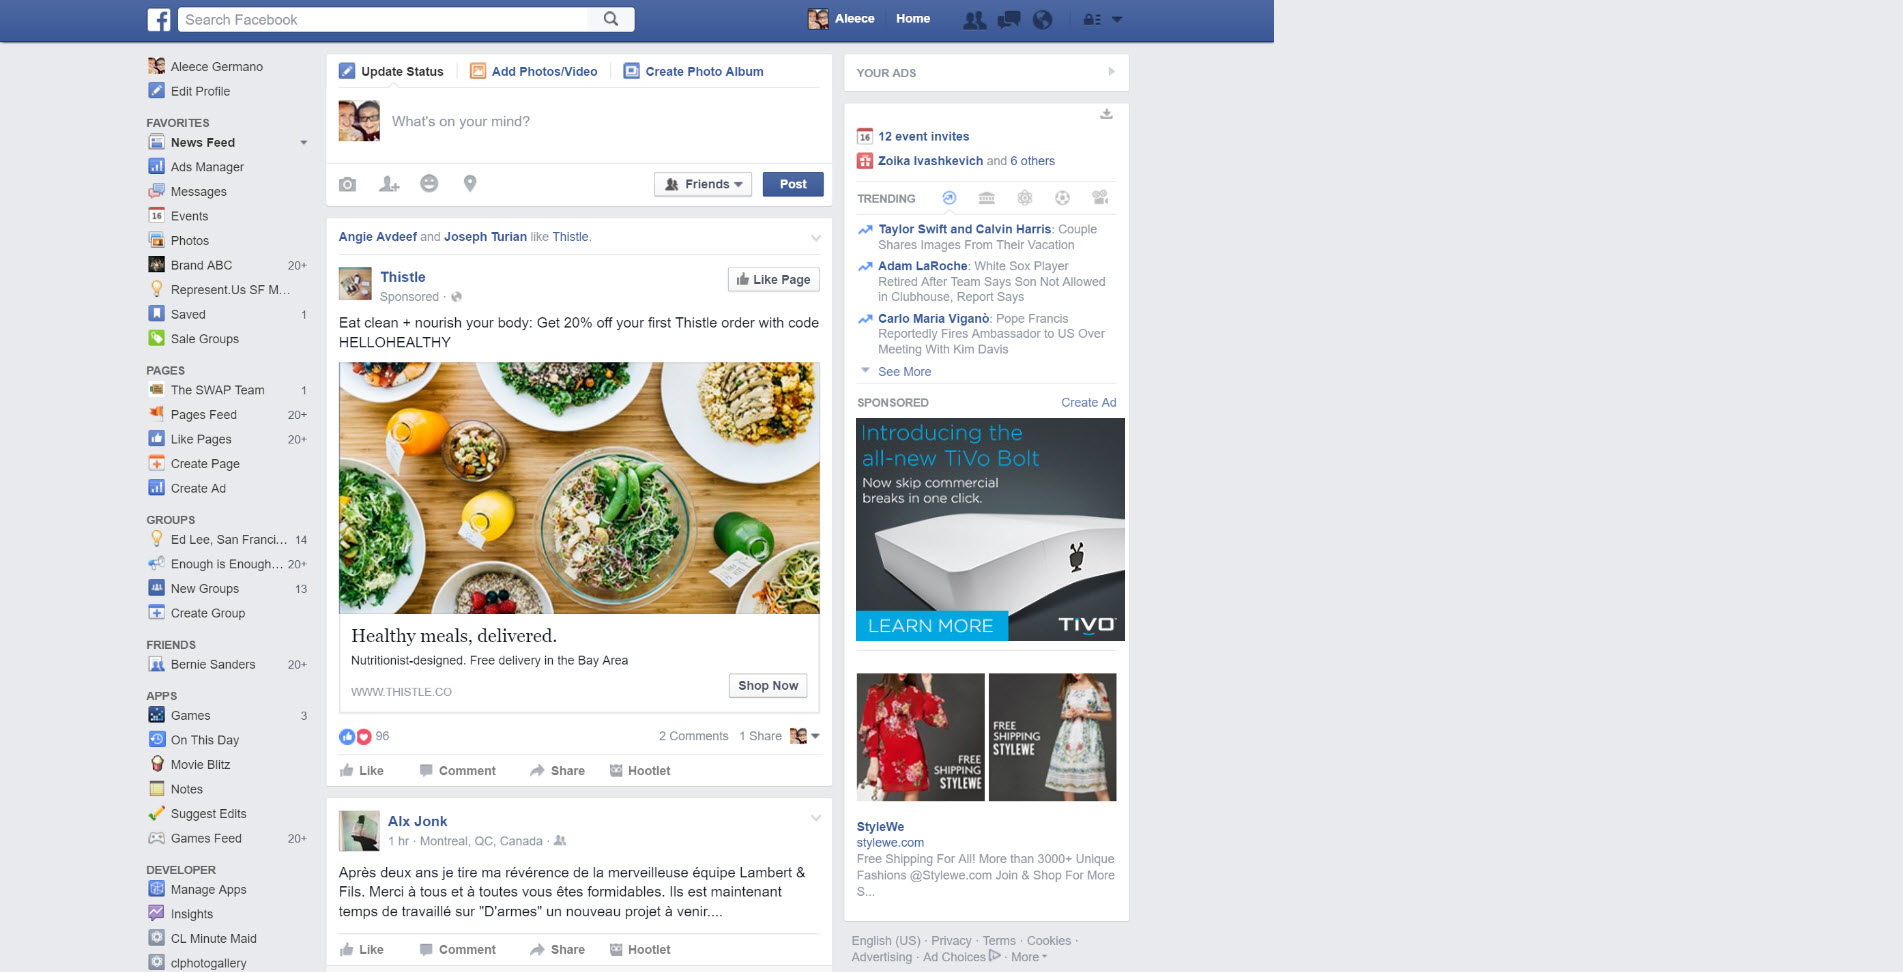 Search Facebook
Aleece
Home
Aleece Germano
Edit Profile
FAVORITES
News Feed
Ads Manager
Messages
16 Events
Photos
Brand ABC 20+
Represent.Us SF M...
Saved 1
Sale Groups
PAGES
The SWAP Team 1
Pages Feed 20+
Like Pages 20+
Create Page
Create Ad
GROUPS
Ed Lee, San Franci... 14
Enough is Enough... 20+
New Groups 13
Create Group
FRIENDS
Bernie Sanders 20+
APPS
Games 3
On This Day
Movie Blitz
Notes
Suggest Edits
Games Feed 20+
DEVELOPER
Manage Apps
Insights
CL Minute Maid
clphotogallery
Update Status
Add Photos/Video
Create Photo Album
What's on your mind?
Friends
Post
Angie Avdeef and Joseph Turian like Thistle.
Thistle
Sponsored ·
Like Page
Eat clean + nourish your body: Get 20% off your first Thistle order with code
HELLOHEALTHY
Healthy meals, delivered.
Nutritionist-designed. Free delivery in the Bay Area
WWW.THISTLE.CO
Shop Now
96
2 Comments 1 Share
Like Comment Share Hootlet
Alx Jonk
1 hr · Montreal, QC, Canada ·
Après deux ans je tire ma révérence de la merveilleuse équipe Lambert &
Fils. Merci à tous et à toutes vous êtes formidables. Ils est maintenant
temps de travaillé sur "D'armes" un nouveau projet à venir....
Like Comment Share Hootlet
YOUR ADS
16 12 event invites
Zoika Ivashkevich and 6 others
TRENDING
Taylor Swift and Calvin Harris: Couple
Shares Images From Their Vacation
Adam LaRoche: White Sox Player
Retired After Team Says Son Not Allowed
in Clubhouse, Report Says
Carlo Maria Viganò: Pope Francis
Reportedly Fires Ambassador to US Over
Meeting With Kim Davis
See More
SPONSORED
Create Ad
Introducing the
all-new TiVo Bolt
Now skip commercial
breaks in one click.
LEARN MORE
TIVO
FREE
SHIPPING
STYLEWE
FREE
SHIPPING
STYLEWE
StyleWe
stylewe.com
Free Shipping For All! More than 3000+ Unique
Fashions @Stylewe.com Join & Shop For More
S...
English (US) · Privacy · Terms · Cookies ·
Advertising · Ad Choices · More